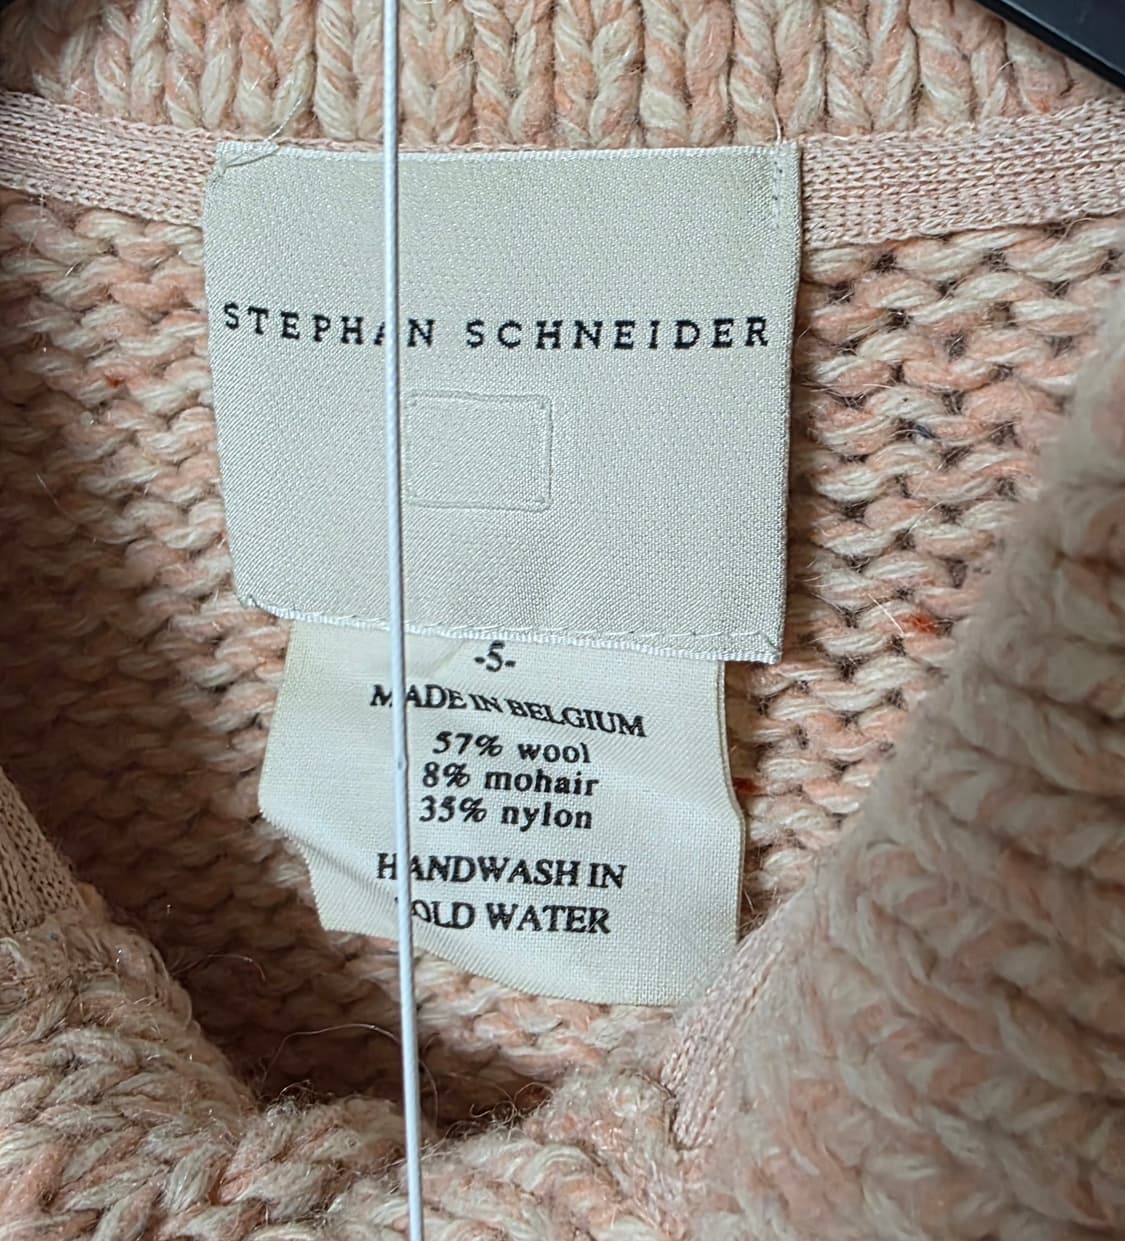 STEPHAN SCHNEIDER
-5-
MADE IN BELGIUM
57% wool
8% mohair
35% nylon
HANDWASH IN
COLD WATER